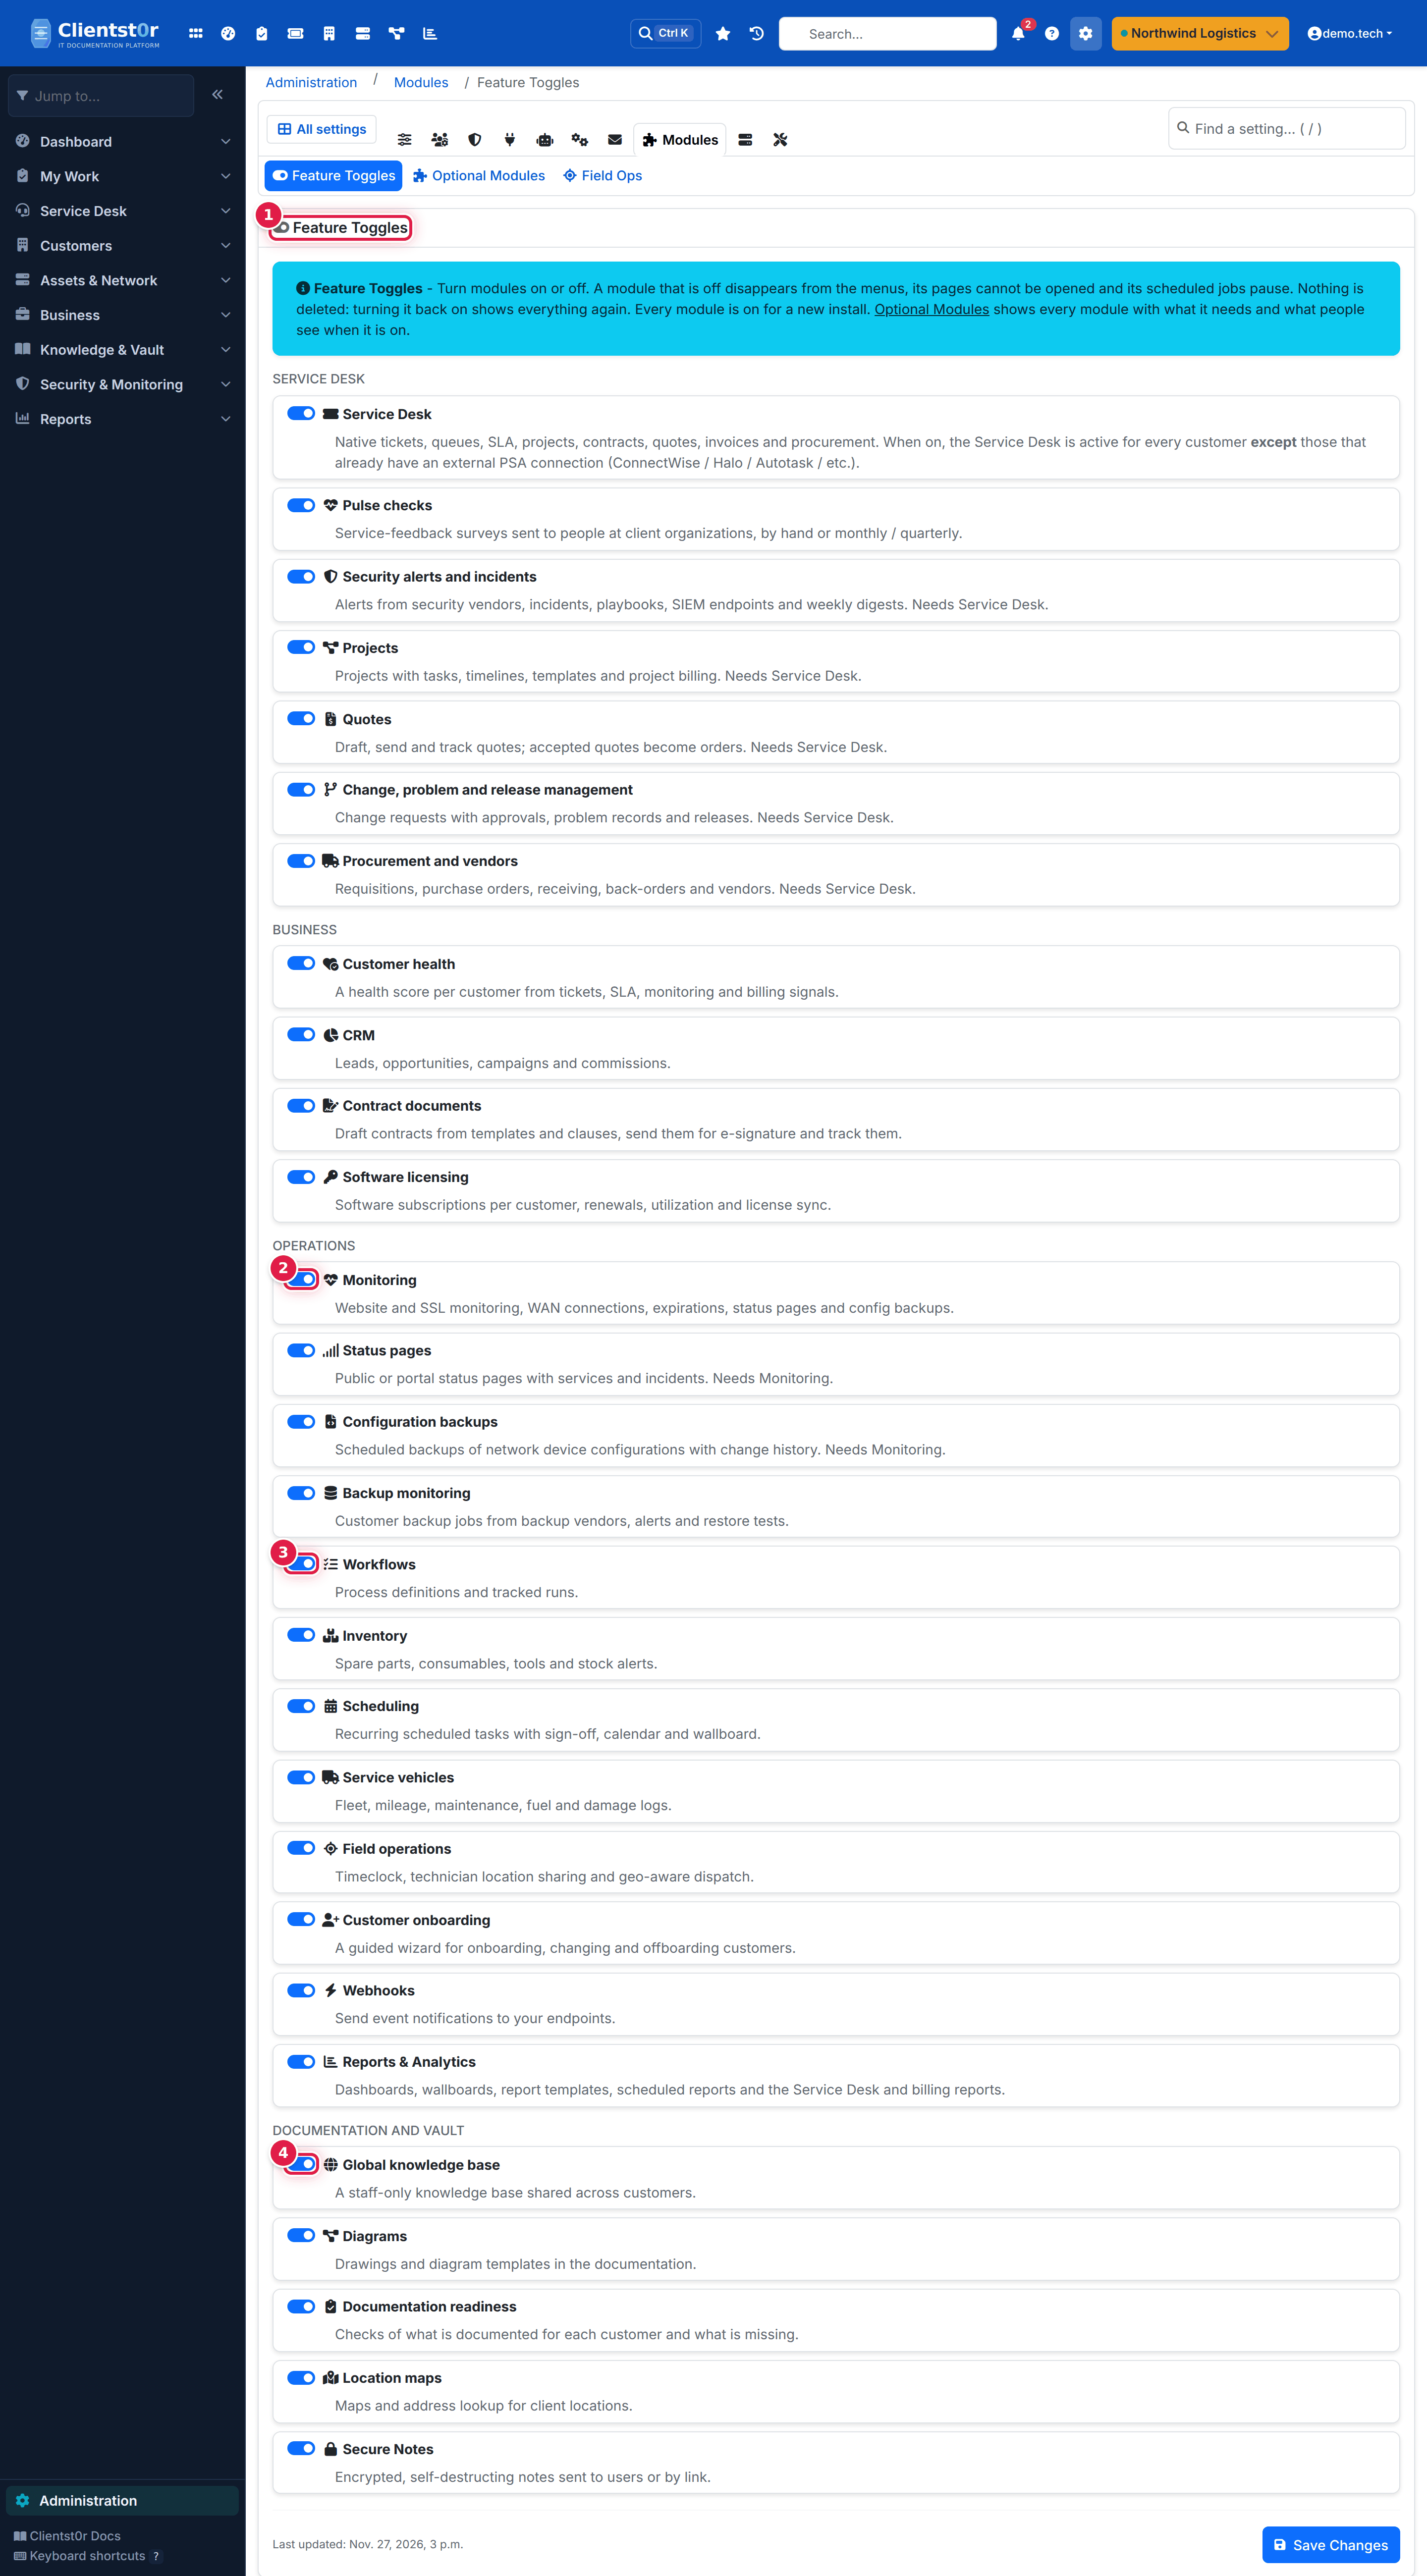 Clientst0r
IT DOCUMENTATION PLATFORM
Ctrl K
Search...
2
Northwind Logistics
demo.tech
Jump to...
Dashboard
My Work
Service Desk
Customers
Assets & Network
Business
Knowledge & Vault
Security & Monitoring
Reports
Administration
Clientst0r Docs
Keyboard shortcuts ?
Administration / Modules / Feature Toggles
All settings
Modules
Find a setting... ( / )
Feature Toggles
Optional Modules
Field Ops
1
Feature Toggles
Feature Toggles - Turn modules on or off. A module that is off disappears from the menus, its pages cannot be opened and its scheduled jobs pause. Nothing is
deleted: turning it back on shows everything again. Every module is on for a new install. Optional Modules shows every module with what it needs and what people
see when it is on.
SERVICE DESK
Service Desk
Native tickets, queues, SLA, projects, contracts, quotes, invoices and procurement. When on, the Service Desk is active for every customer except those that
already have an external PSA connection (ConnectWise / Halo / Autotask / etc.).
Pulse checks
Service-feedback surveys sent to people at client organizations, by hand or monthly / quarterly.
Security alerts and incidents
Alerts from security vendors, incidents, playbooks, SIEM endpoints and weekly digests. Needs Service Desk.
Projects
Projects with tasks, timelines, templates and project billing. Needs Service Desk.
Quotes
Draft, send and track quotes; accepted quotes become orders. Needs Service Desk.
Change, problem and release management
Change requests with approvals, problem records and releases. Needs Service Desk.
Procurement and vendors
Requisitions, purchase orders, receiving, back-orders and vendors. Needs Service Desk.
BUSINESS
Customer health
A health score per customer from tickets, SLA, monitoring and billing signals.
CRM
Leads, opportunities, campaigns and commissions.
Contract documents
Draft contracts from templates and clauses, send them for e-signature and track them.
Software licensing
Software subscriptions per customer, renewals, utilization and license sync.
OPERATIONS
2
Monitoring
Website and SSL monitoring, WAN connections, expirations, status pages and config backups.
Status pages
Public or portal status pages with services and incidents. Needs Monitoring.
Configuration backups
Scheduled backups of network device configurations with change history. Needs Monitoring.
Backup monitoring
Customer backup jobs from backup vendors, alerts and restore tests.
3
Workflows
Process definitions and tracked runs.
Inventory
Spare parts, consumables, tools and stock alerts.
Scheduling
Recurring scheduled tasks with sign-off, calendar and wallboard.
Service vehicles
Fleet, mileage, maintenance, fuel and damage logs.
Field operations
Timeclock, technician location sharing and geo-aware dispatch.
Customer onboarding
A guided wizard for onboarding, changing and offboarding customers.
Webhooks
Send event notifications to your endpoints.
Reports & Analytics
Dashboards, wallboards, report templates, scheduled reports and the Service Desk and billing reports.
DOCUMENTATION AND VAULT
4
Global knowledge base
A staff-only knowledge base shared across customers.
Diagrams
Drawings and diagram templates in the documentation.
Documentation readiness
Checks of what is documented for each customer and what is missing.
Location maps
Maps and address lookup for client locations.
Secure Notes
Encrypted, self-destructing notes sent to users or by link.
Last updated: Nov. 27, 2026, 3 p.m.
Save Changes